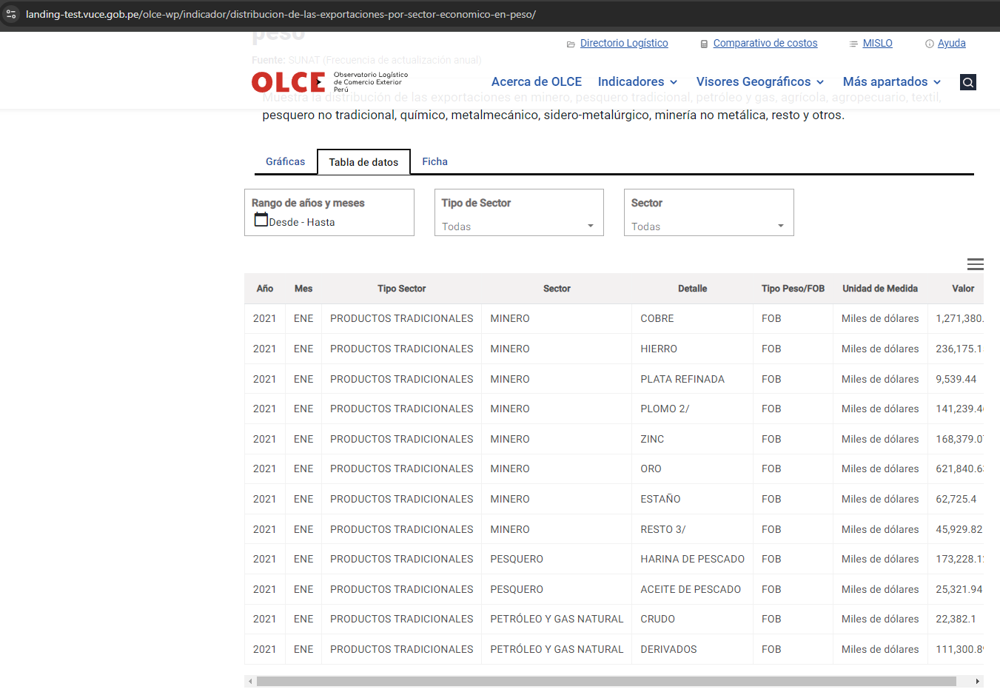 landing-test.vuce.gob.pe/olce-wp/indicador/distribucion-de-las-exportaciones-por-sector-economico-en-peso/
peso
Directorio Logístico Comparativo de costos MISLO Ayuda
Fuente: SUNAT (Frecuencia de actualización anual)
OLCE Observatorio Logístico de Comercio Exterior Perú
Acerca de OLCE Indicadores Visores Geográficos Más apartados
Muestra la distribución de las exportaciones en minero, pesquero tradicional, petróleo y gas, agrícola, agropecuario, textil,
pesquero no tradicional, químico, metalmecánico, sidero-metalúrgico, minería no metálica, resto y otros.
Gráficas Tabla de datos Ficha
Rango de años y meses Tipo de Sector Sector
Desde - Hasta Todas Todas
Año Mes Tipo Sector Sector Detalle Tipo Peso/FOB Unidad de Medida Valor
2021 ENE PRODUCTOS TRADICIONALES MINERO COBRE FOB Miles de dólares 1,271,380.
2021 ENE PRODUCTOS TRADICIONALES MINERO HIERRO FOB Miles de dólares 236,175.1
2021 ENE PRODUCTOS TRADICIONALES MINERO PLATA REFINADA FOB Miles de dólares 9,539.44
2021 ENE PRODUCTOS TRADICIONALES MINERO PLOMO 2/ FOB Miles de dólares 141,239.4
2021 ENE PRODUCTOS TRADICIONALES MINERO ZINC FOB Miles de dólares 168,379.0
2021 ENE PRODUCTOS TRADICIONALES MINERO ORO FOB Miles de dólares 621,840.6
2021 ENE PRODUCTOS TRADICIONALES MINERO ESTAÑO FOB Miles de dólares 62,725.4
2021 ENE PRODUCTOS TRADICIONALES MINERO RESTO 3/ FOB Miles de dólares 45,929.82
2021 ENE PRODUCTOS TRADICIONALES PESQUERO HARINA DE PESCADO FOB Miles de dólares 173,228.1
2021 ENE PRODUCTOS TRADICIONALES PESQUERO ACEITE DE PESCADO FOB Miles de dólares 25,321.94
2021 ENE PRODUCTOS TRADICIONALES PETRÓLEO Y GAS NATURAL CRUDO FOB Miles de dólares 22,382.1
2021 ENE PRODUCTOS TRADICIONALES PETRÓLEO Y GAS NATURAL DERIVADOS FOB Miles de dólares 111,300.8